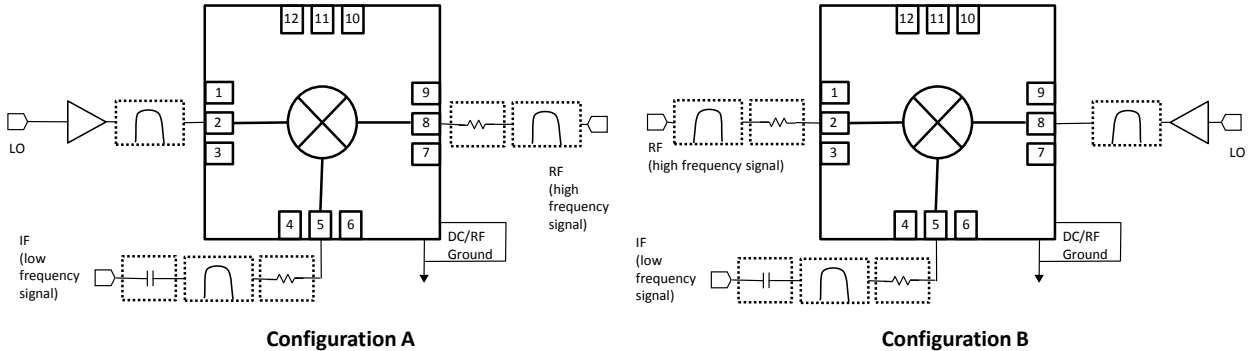 12 11 10
1
2
3
9
8
7
4 5 6
LO
RF
(high
frequency
signal)
IF
(low
frequency
signal)
DC/RF
Ground
Configuration A
12 11 10
1
2
3
9
8
7
4 5 6
RF
(high frequency signal)
LO
IF
(low
frequency
signal)
DC/RF
Ground
Configuration B